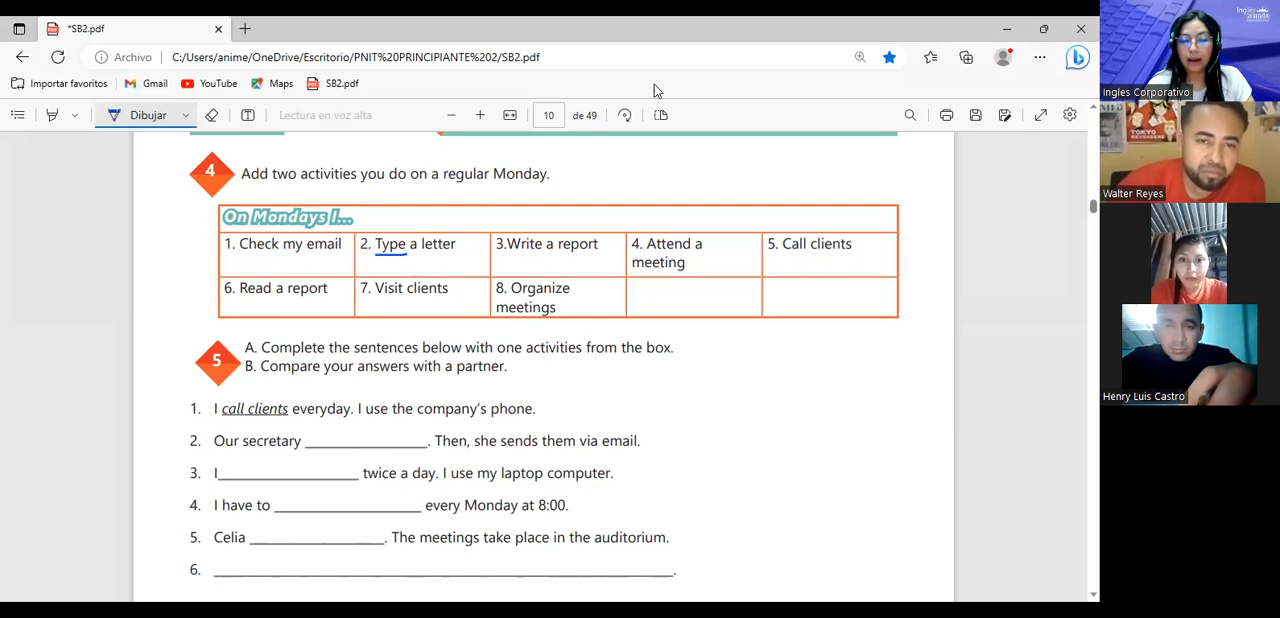 *SB2.pdf
Archivo C:/Users/anime/OneDrive/Escritorio/PNIT%20PRINCIPIANTE%202/SB2.pdf
Importar favoritos Gmail YouTube Maps SB2.pdf
Dibujar Lectura en voz alta 10 de 49
4 Add two activities you do on a regular Monday.
On Mondays I...
1. Check my email 2. Type a letter 3.Write a report 4. Attend a meeting 5. Call clients
6. Read a report 7. Visit clients 8. Organize meetings
5 A. Complete the sentences below with one activities from the box.
B. Compare your answers with a partner.
1. I call clients everyday. I use the company's phone.
2. Our secretary ________________. Then, she sends them via email.
3. I__________________ twice a day. I use my laptop computer.
4. I have to ___________________ every Monday at 8:00.
5. Celia __________________. The meetings take place in the auditorium.
6. ____________________________________________________________.
Ingles Corporativo
TOKYO
REVENGERS
Walter Reyes
Henry Luis Castro